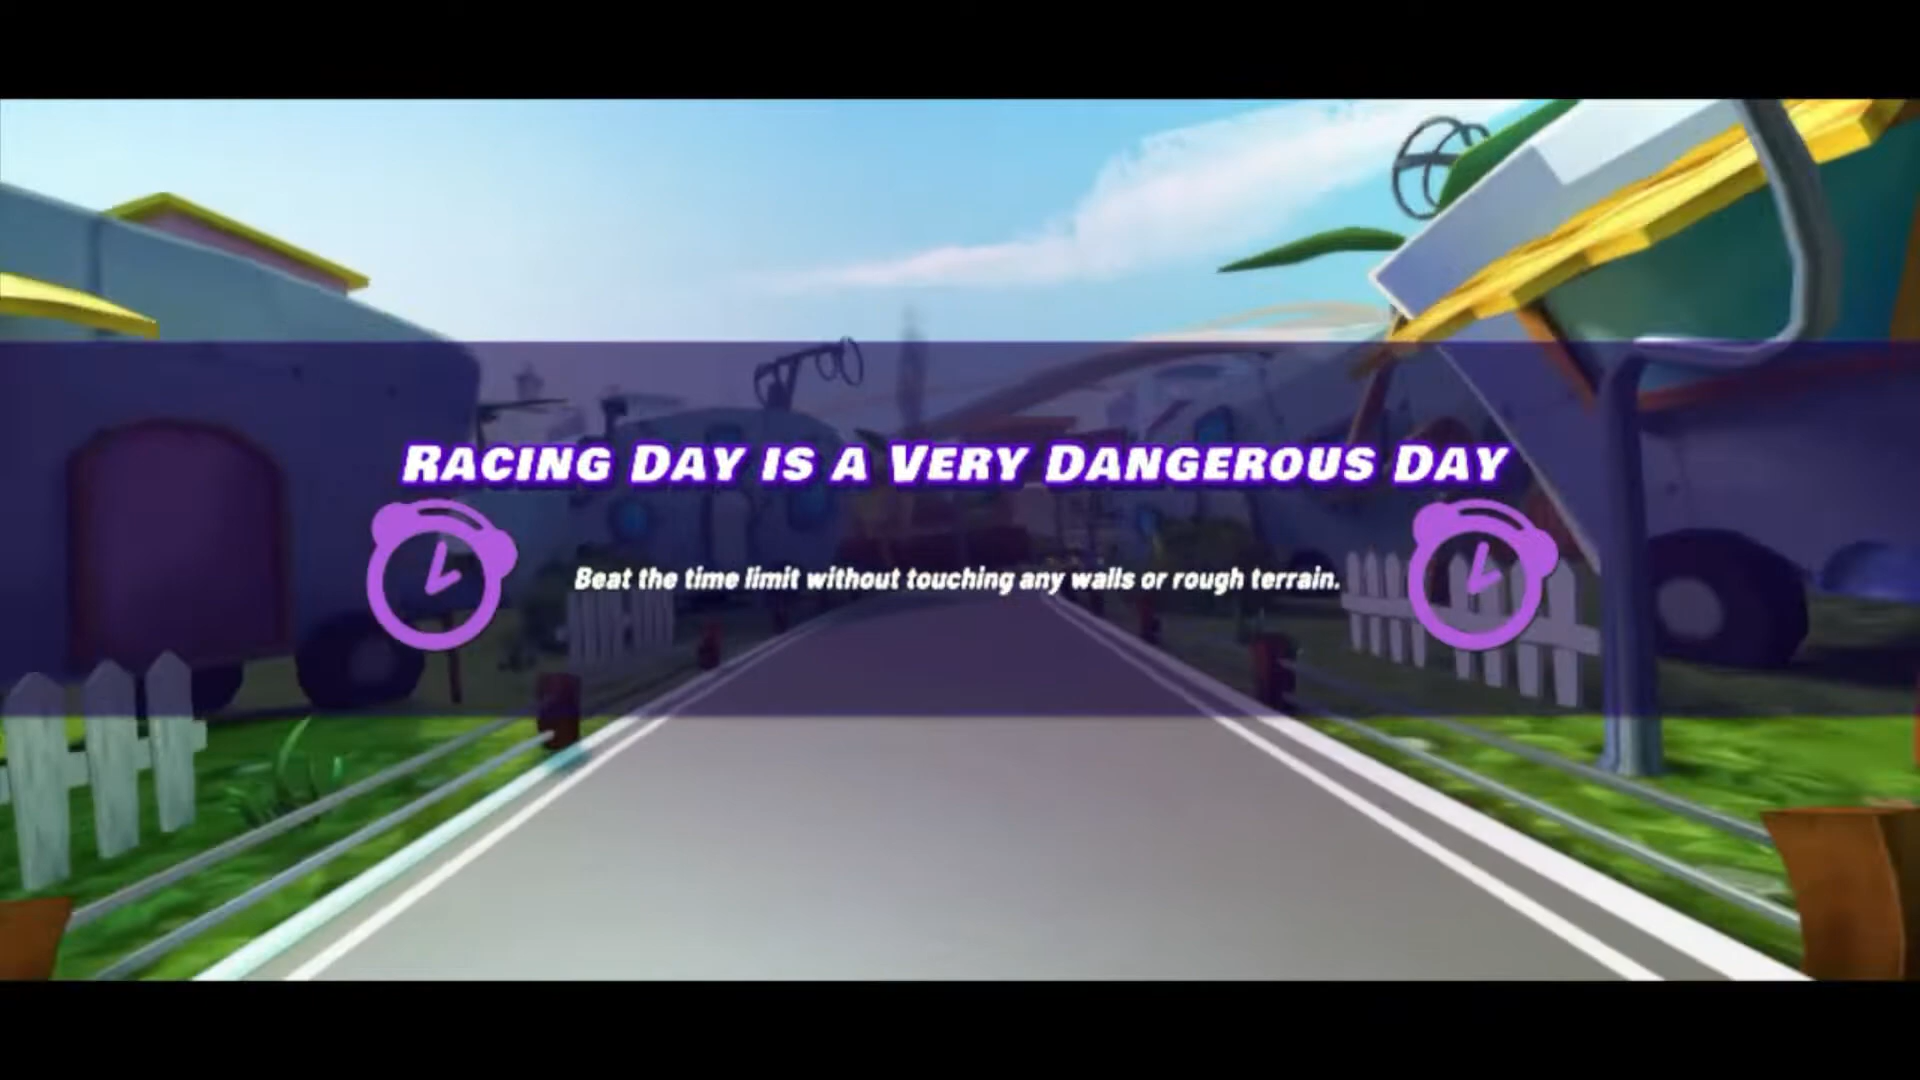 Racing Day is a Very Dangerous Day
Beat the time limit without touching any walls or rough terrain.